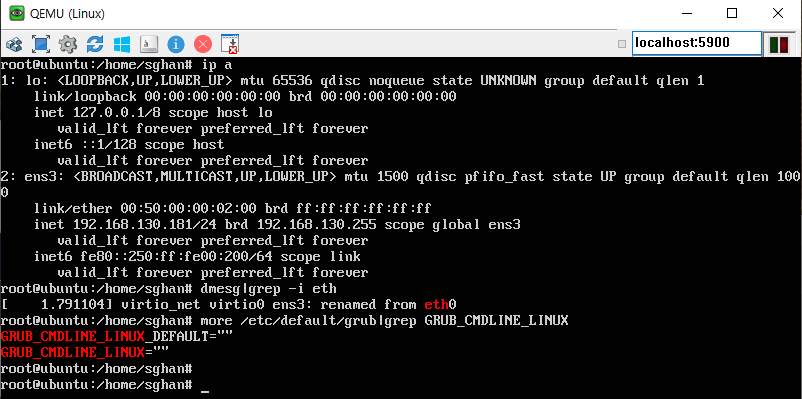 QEMU (Linux)
localhost:5900
root@ubuntu:/home/sghan# ip a
1: lo: <LOOPBACK,UP,LOWER_UP> mtu 65536 qdisc noqueue state UNKNOWN group default qlen 1
    link/loopback 00:00:00:00:00:00 brd 00:00:00:00:00:00
    inet 127.0.0.1/8 scope host lo
       valid_lft forever preferred_lft forever
    inet6 ::1/128 scope host
       valid_lft forever preferred_lft forever
2: ens3: <BROADCAST,MULTICAST,UP,LOWER_UP> mtu 1500 qdisc pfifo_fast state UP group default qlen 100
0
    link/ether 00:50:00:00:02:00 brd ff:ff:ff:ff:ff:ff
    inet 192.168.130.181/24 brd 192.168.130.255 scope global ens3
       valid_lft forever preferred_lft forever
    inet6 fe80::250:ff:fe00:200/64 scope link
       valid_lft forever preferred_lft forever
root@ubuntu:/home/sghan# dmesg|grep -i eth
[    1.791104] virtio_net virtio0 ens3: renamed from eth0
root@ubuntu:/home/sghan# more /etc/default/grub|grep GRUB_CMDLINE_LINUX
GRUB_CMDLINE_LINUX_DEFAULT=""
GRUB_CMDLINE_LINUX=""
root@ubuntu:/home/sghan#
root@ubuntu:/home/sghan# _